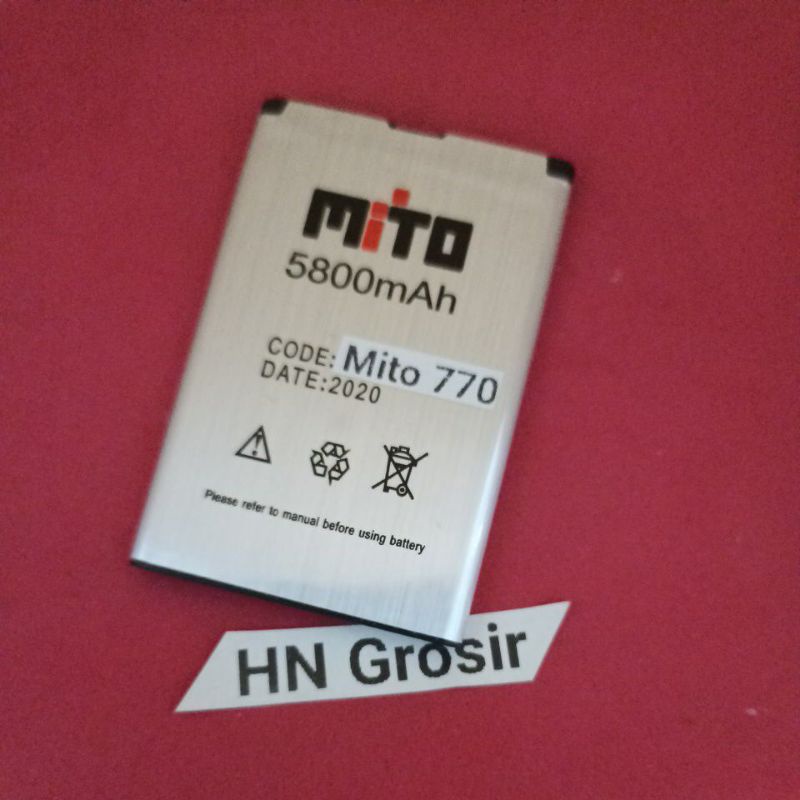 MiTO
5800mAh
CODE: Mito 770
DATE:2020
Please refer to manual before using battery
HN Grosir